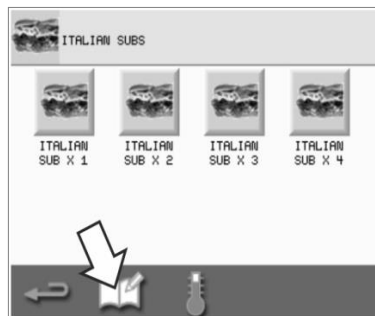 ITALIAN SUBS
ITALIAN SUB X 1
ITALIAN SUB X 2
ITALIAN SUB X 3
ITALIAN SUB X 4